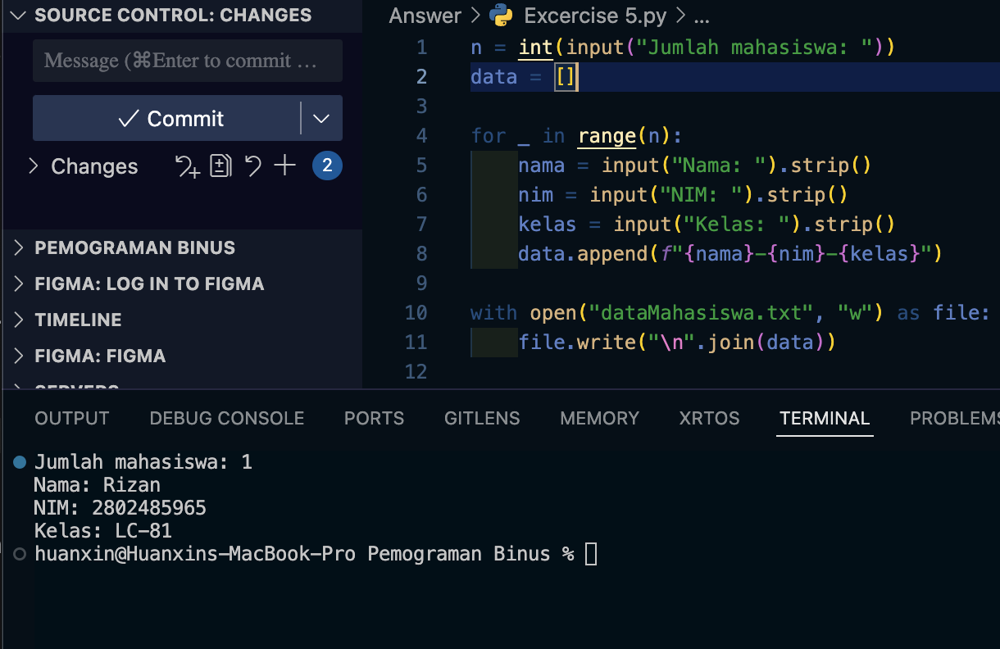 SOURCE CONTROL: CHANGES
Message (⌘Enter to commit …
Commit
Changes
2
PEMOGRAMAN BINUS
FIGMA: LOG IN TO FIGMA
TIMELINE
FIGMA: FIGMA
SERVERS
Answer > Excercise 5.py > ...
1 n = int(input("Jumlah mahasiswa: "))
2 data = []
3
4 for _ in range(n):
5     nama = input("Nama: ").strip()
6     nim = input("NIM: ").strip()
7     kelas = input("Kelas: ").strip()
8     data.append(f"{nama}-{nim}-{kelas}")
9
10 with open("dataMahasiswa.txt", "w") as file:
11     file.write("\n".join(data))
12
OUTPUT DEBUG CONSOLE PORTS GITLENS MEMORY XRTOS TERMINAL PROBLEMS
Jumlah mahasiswa: 1
Nama: Rizan
NIM: 2802485965
Kelas: LC-81
huanxin@Huanxins-MacBook-Pro Pemograman Binus %